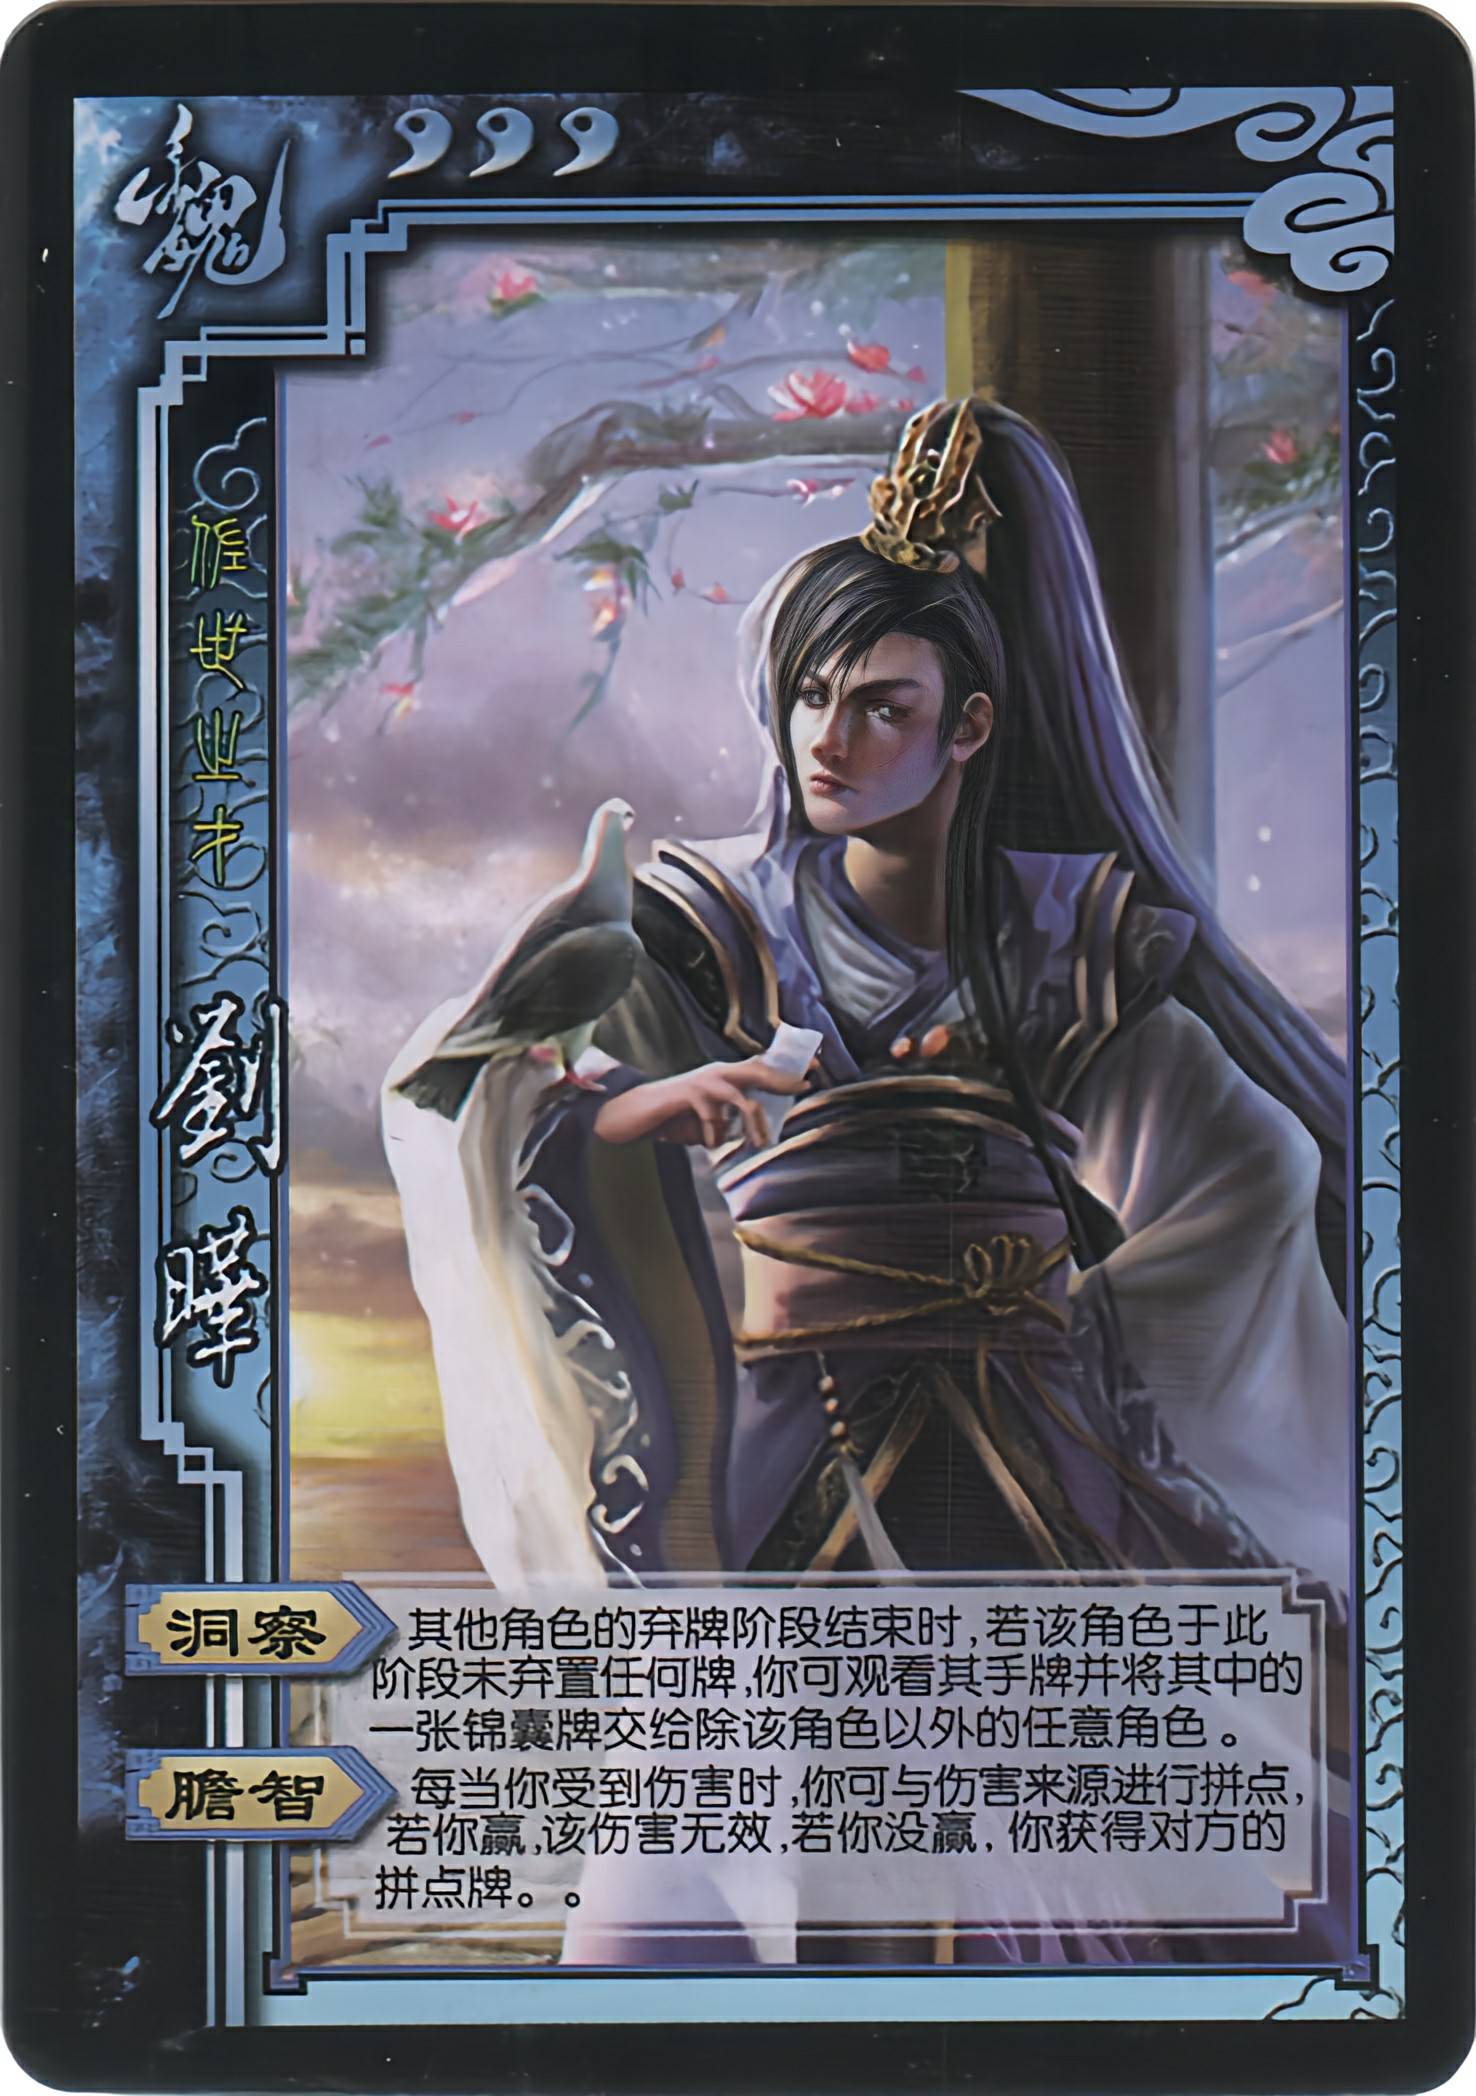 魏
佐世之才
劉曄
洞察
其他角色的弃牌阶段结束时,若该角色于此
阶段未弃置任何牌,你可观看其手牌并将其中的
一张锦囊牌交给除该角色以外的任意角色。
膽智
每当你受到伤害时,你可与伤害来源进行拼点,
若你赢,该伤害无效,若你没赢,你获得对方的
拼点牌。。